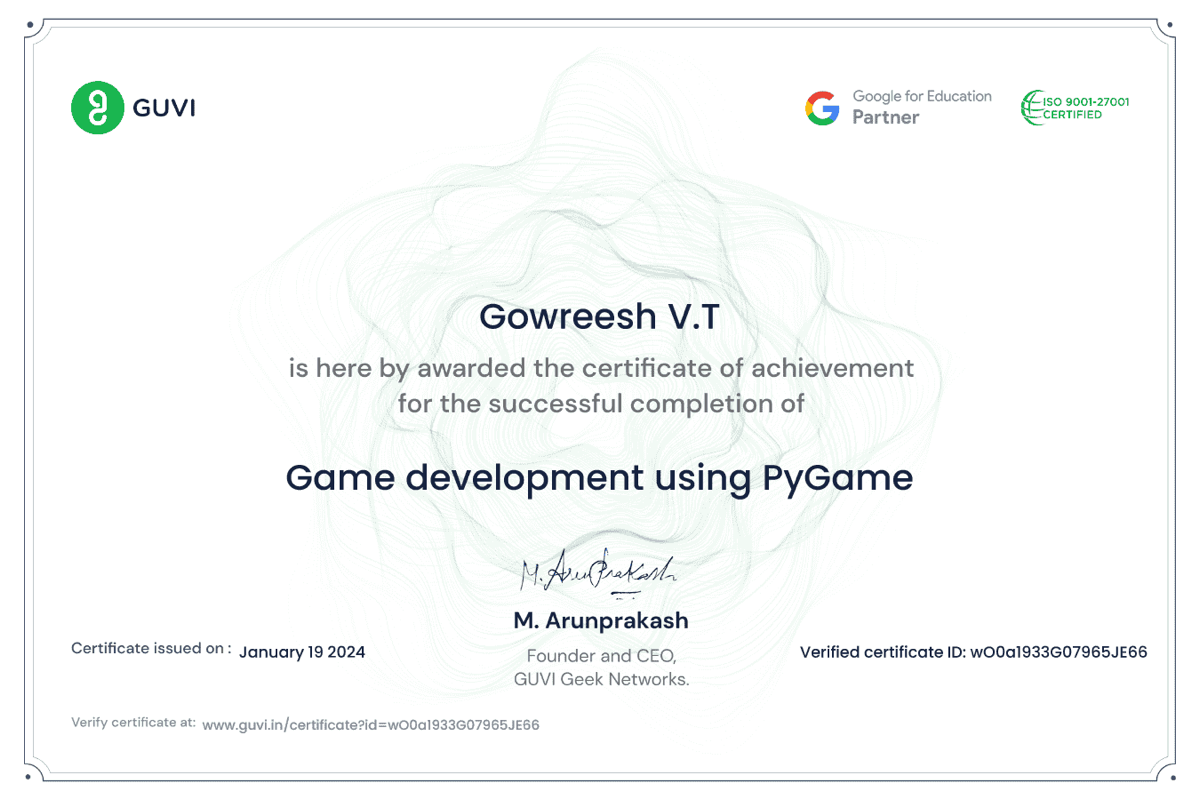 GUVI
Google for Education
Partner
ISO 9001-27001
CERTIFIED
Gowreesh V.T
is here by awarded the certificate of achievement
for the successful completion of
Game development using PyGame
M. Arunprakash
M. Arunprakash
Founder and CEO,
GUVI Geek Networks.
Certificate issued on : January 19 2024
Verified certificate ID: wO0a1933G07965JE66
Verify certificate at: www.guvi.in/certificate?id=wO0a1933G07965JE66